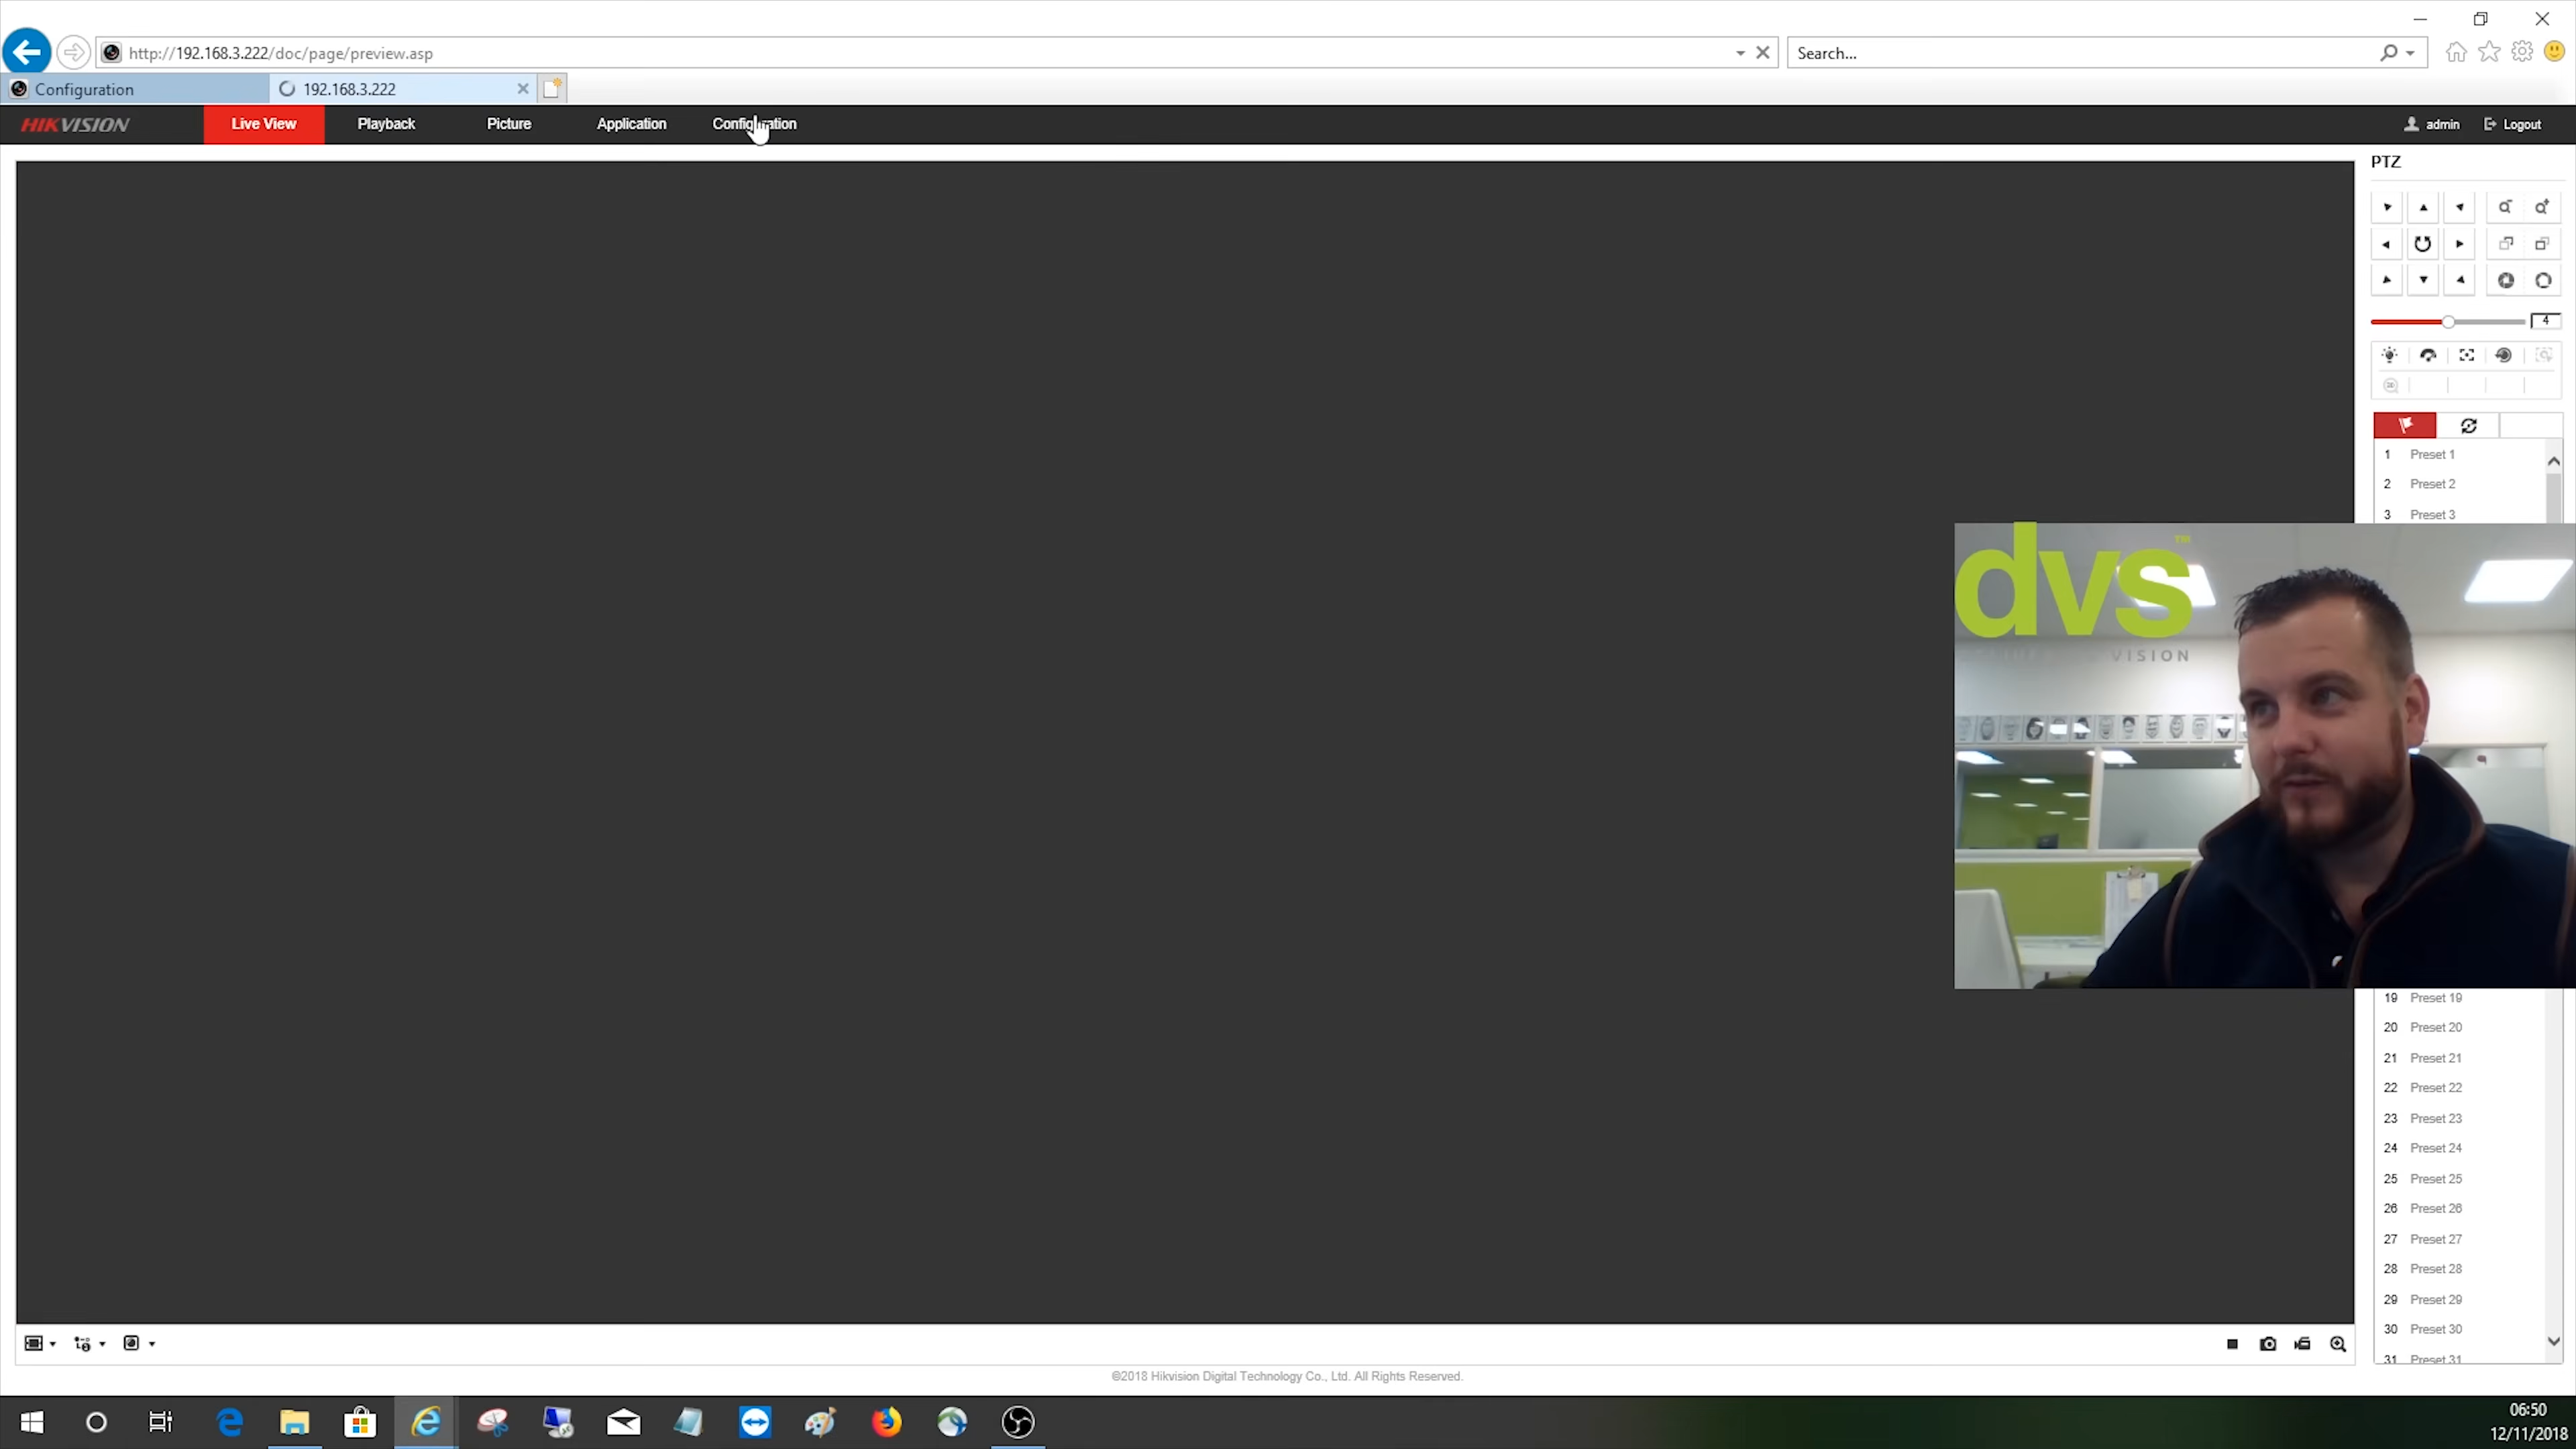 http://192.168.3.222/doc/page/preview.asp
Search...
Configuration
192.168.3.222
HIKVISION
Live View
Playback
Picture
Application
Configuration
admin
Logout
PTZ
4
1 Preset 1
2 Preset 2
3 Preset 3
dvs™
VISION
19 Preset 19
20 Preset 20
21 Preset 21
22 Preset 22
23 Preset 23
24 Preset 24
25 Preset 25
26 Preset 26
27 Preset 27
28 Preset 28
29 Preset 29
30 Preset 30
31 Preset 31
©2018 Hikvision Digital Technology Co., Ltd. All Rights Reserved.
06:50
12/11/2018